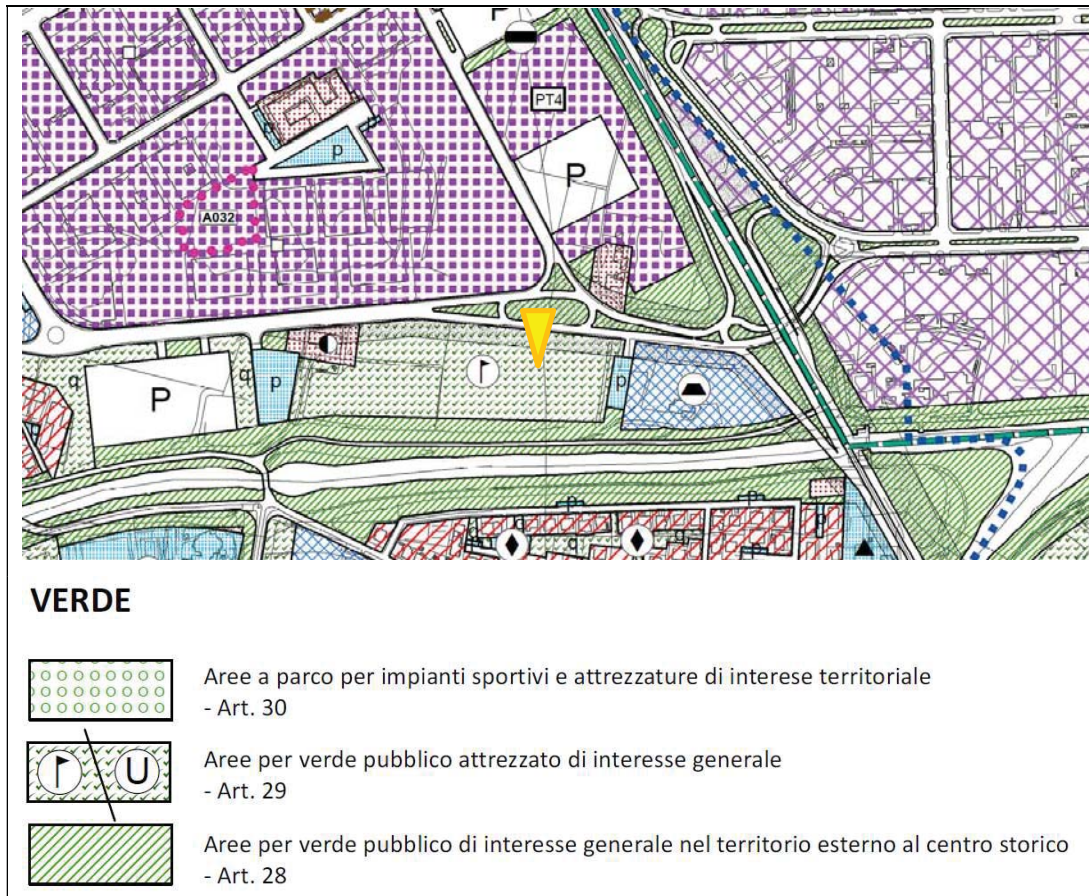 P
PT4
P
p
p
A032
q
q
P
p
p
p
p
q
q
q
p
VERDE
Aree a parco per impianti sportivi e attrezzature di interese territoriale
- Art. 30
U
Aree per verde pubblico attrezzato di interesse generale
- Art. 29
Aree per verde pubblico di interesse generale nel territorio esterno al centro storico
- Art. 28